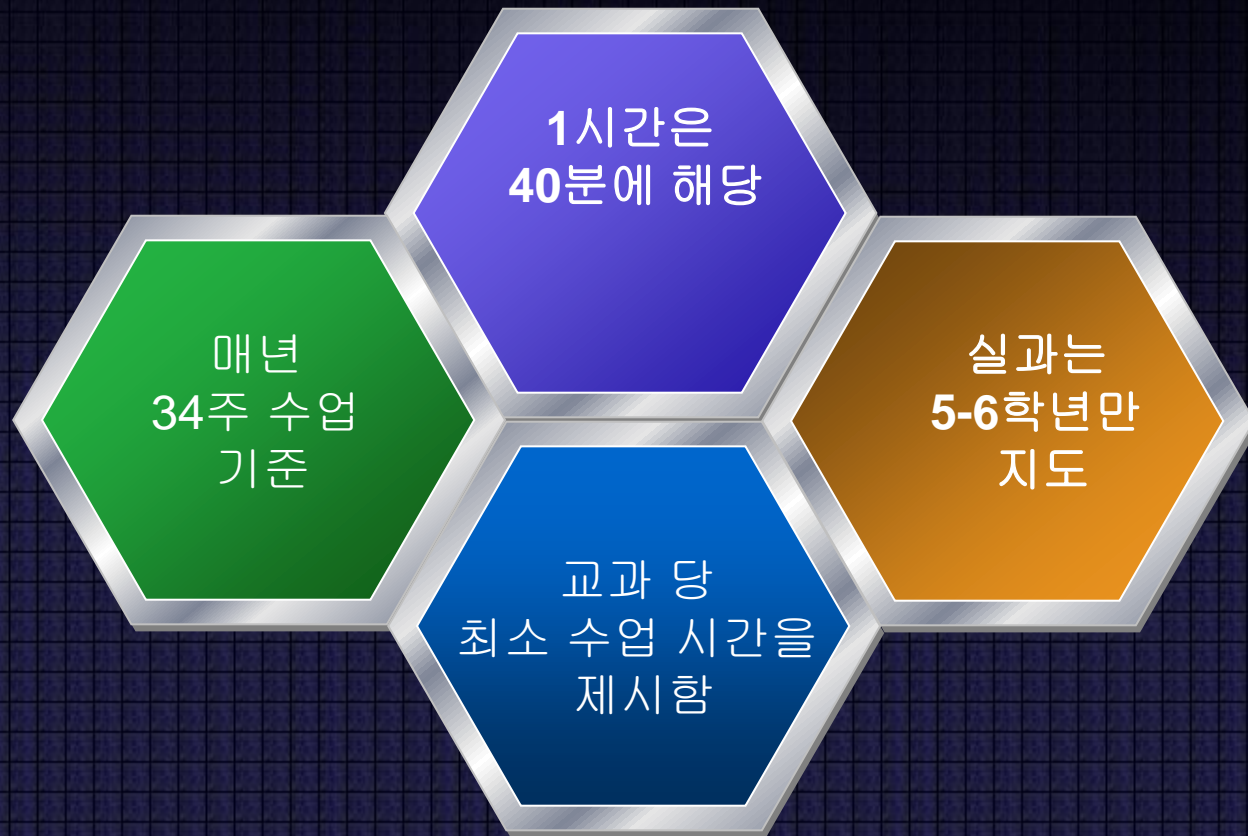 1시간은
40분에 해당
매년
34주 수업
기준
실과는
5-6학년만
지도
교과 당
최소 수업 시간을
제시함